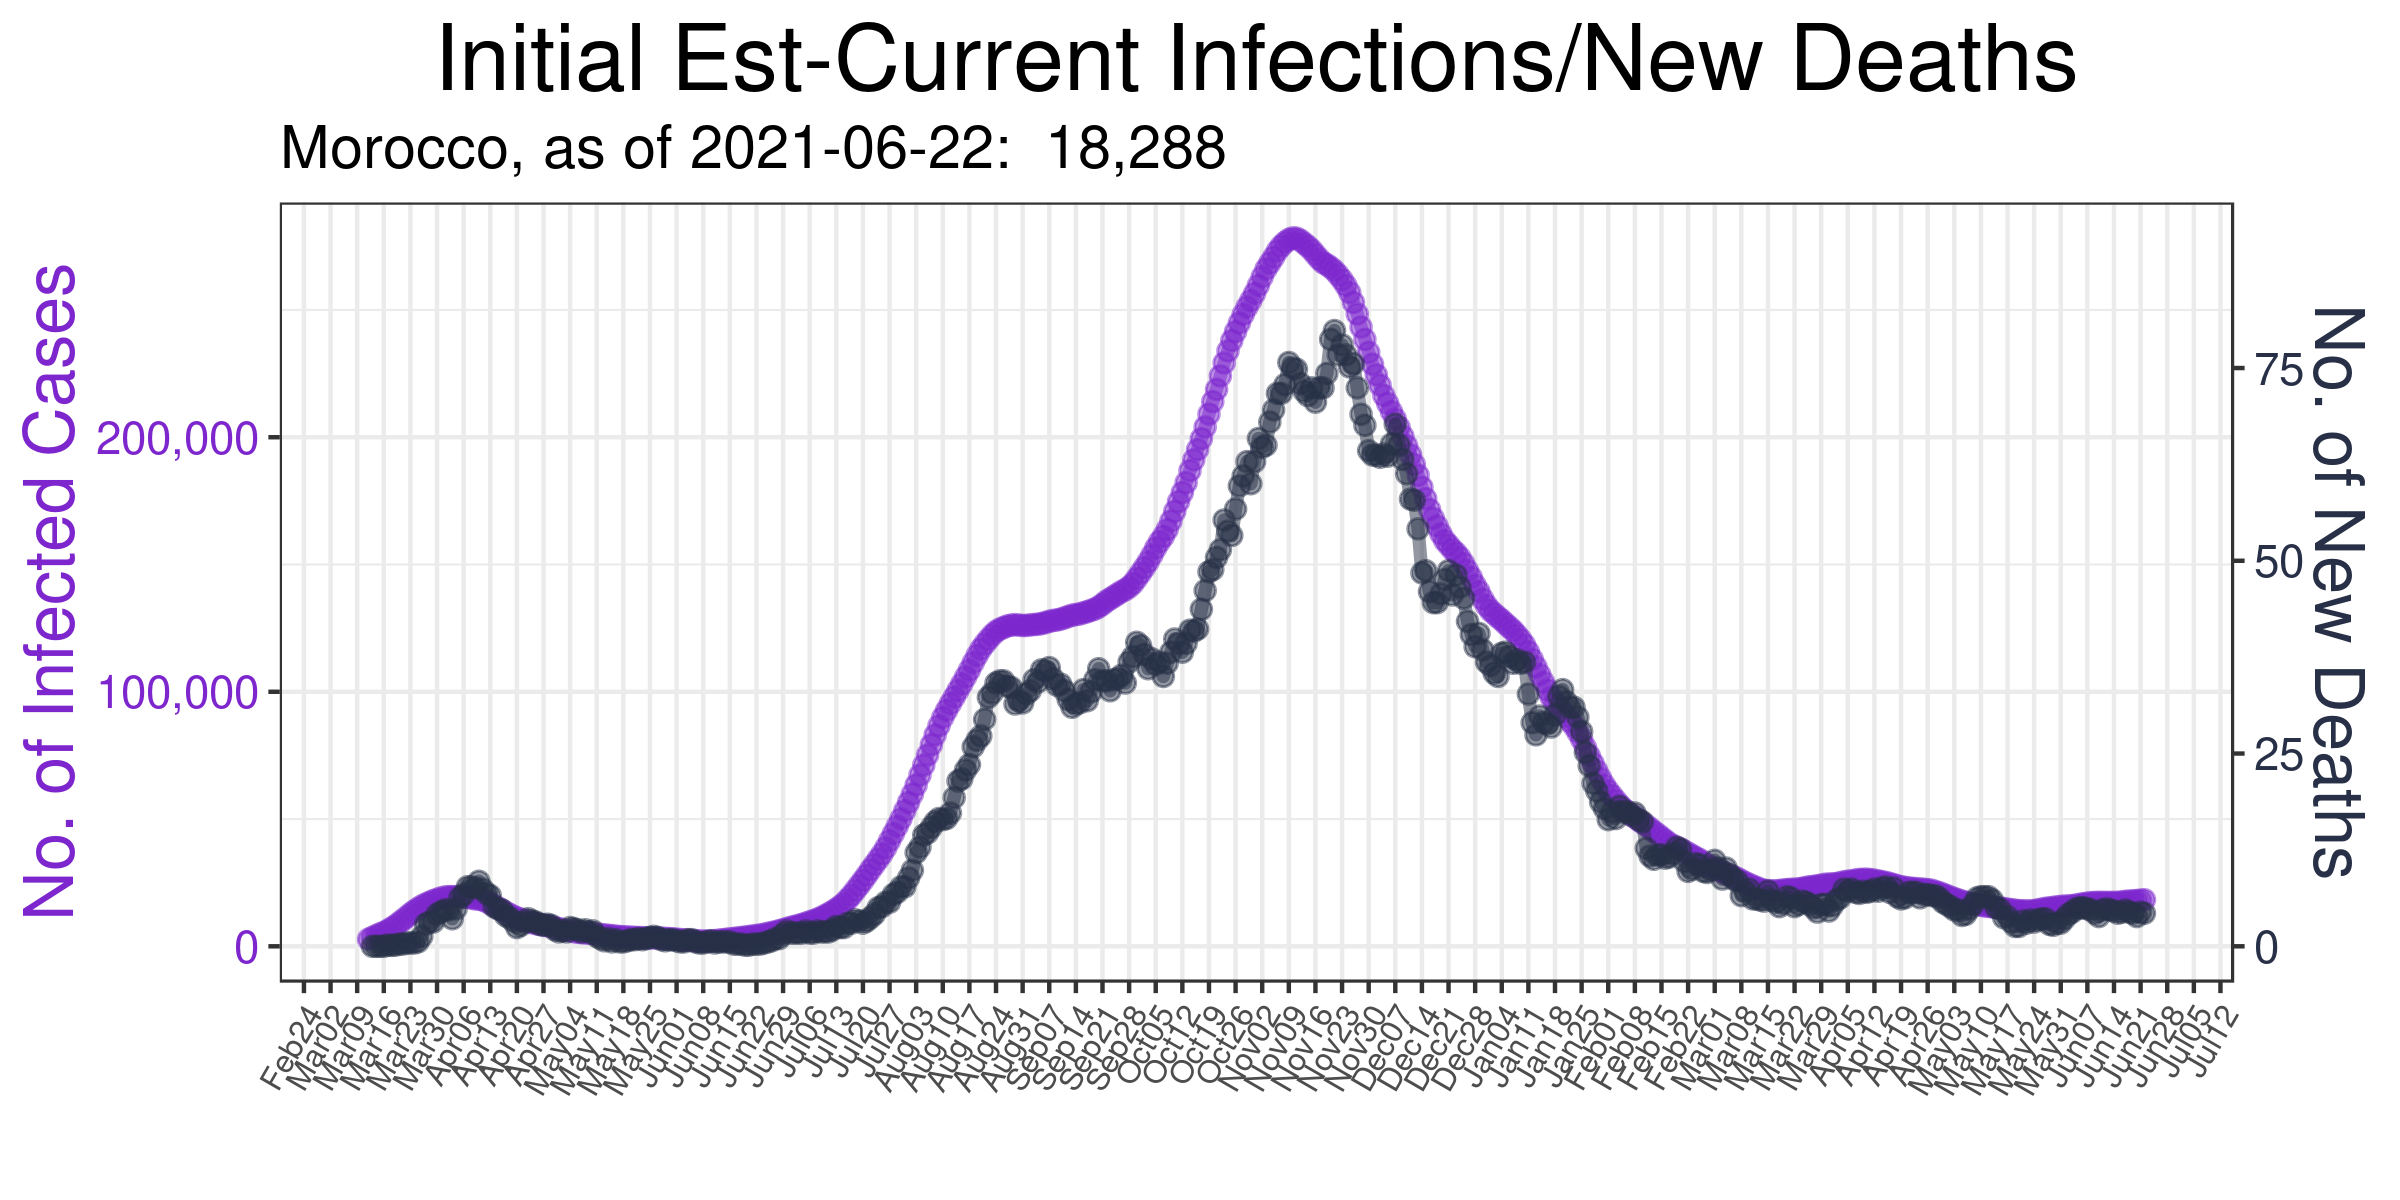 Initial Est-Current Infections/New Deaths
Morocco, as of 2021-06-22:  18,288
No. of Infected Cases
200,000
100,000
0
75
50
25
0
No. of New Deaths
Feb24
Mar02
Mar09
Mar16
Mar23
Mar30
Apr06
Apr13
Apr20
Apr27
May04
May11
May18
May25
Jun01
Jun08
Jun15
Jun22
Jun29
Jul06
Jul13
Jul20
Jul27
Aug03
Aug10
Aug17
Aug24
Aug31
Sep07
Sep14
Sep21
Sep28
Oct05
Oct12
Oct19
Oct26
Nov02
Nov09
Nov16
Nov23
Nov30
Dec07
Dec14
Dec21
Dec28
Jan04
Jan11
Jan18
Jan25
Feb01
Feb08
Feb15
Feb22
Mar01
Mar08
Mar15
Mar22
Mar29
Apr05
Apr12
Apr19
Apr26
May03
May10
May17
May24
May31
Jun07
Jun14
Jun21
Jun28
Jul05
Jul12